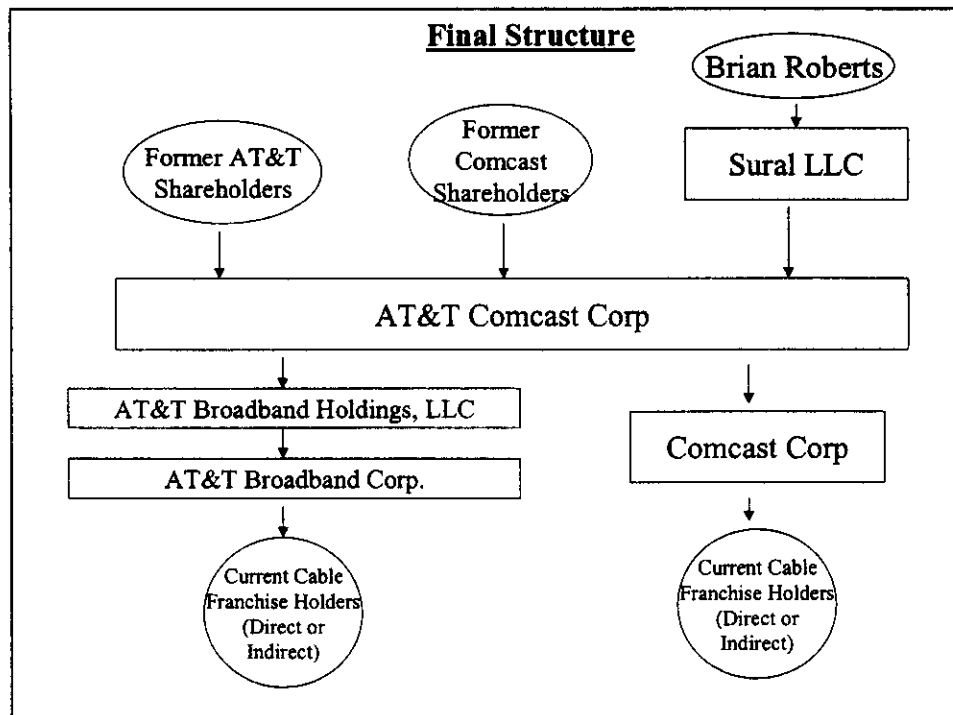 Final Structure
Brian Roberts
Former AT&T
Shareholders
Former
Comcast
Shareholders
Sural LLC
AT&T Comcast Corp
AT&T Broadband Holdings, LLC
AT&T Broadband Corp.
Comcast Corp
Current Cable
Franchise Holders
(Direct or
Indirect)
Current Cable
Franchise Holders
(Direct or
Indirect)